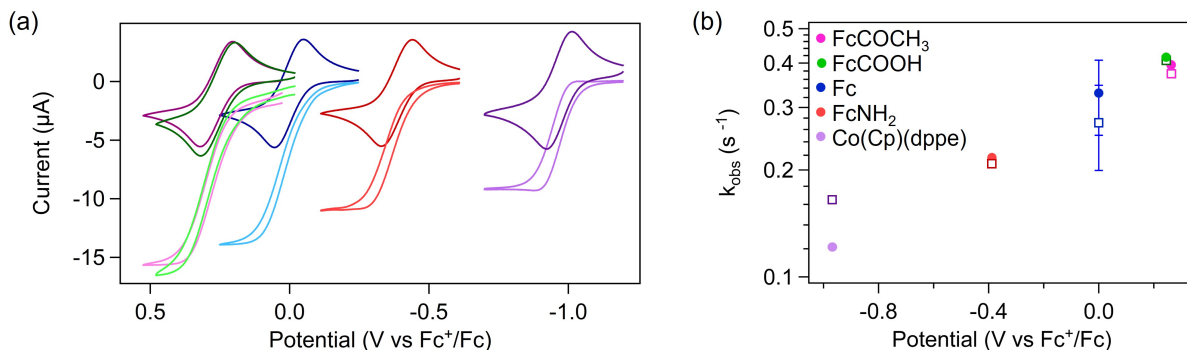 (a)
0
-5
-10
-15
Current (µA)
0.5
0.0
-0.5
-1.0
Potential (V vs Fc⁺/Fc)
(b)
FcCOCH₃
FcCOOH
Fc
FcNH₂
Co(Cp)(dppe)
0.5
0.4
0.3
0.2
0.1
k_obs (s⁻¹)
-0.8
-0.4
0.0
Potential (V vs Fc⁺/Fc)